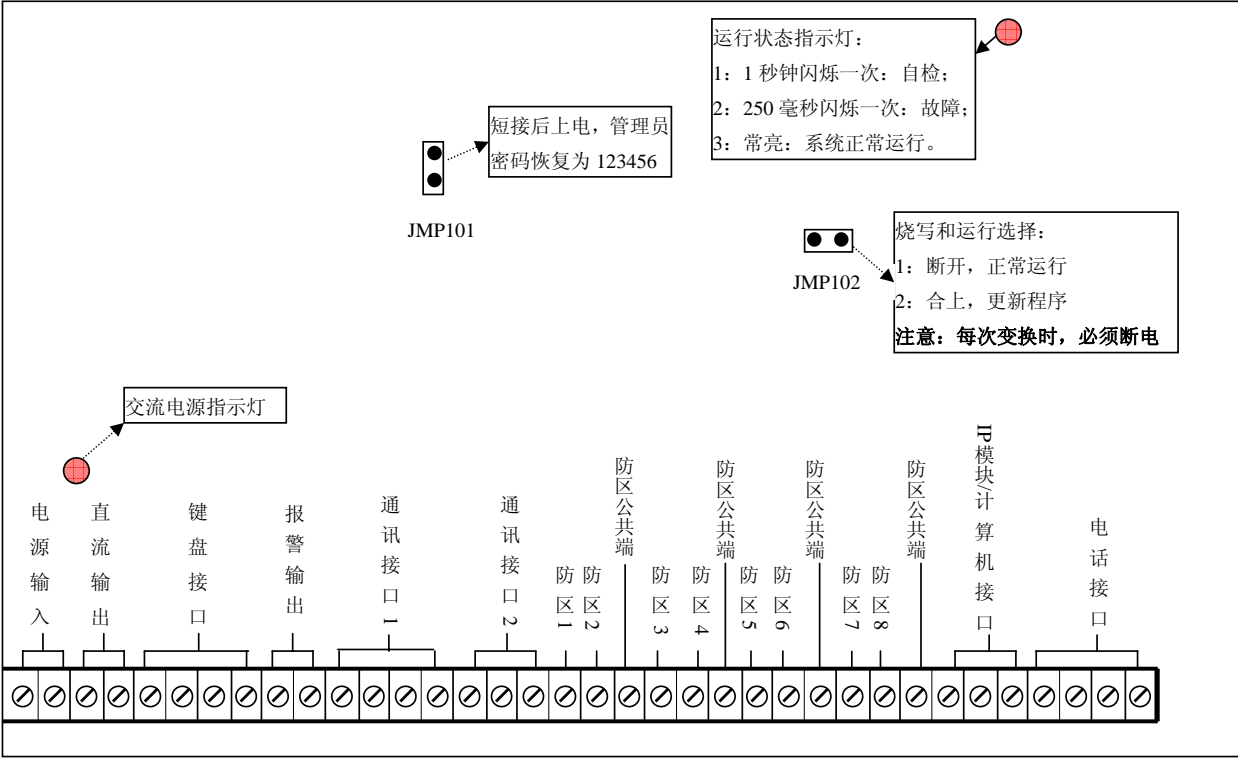 运行状态指示灯：
1：1 秒钟闪烁一次：自检；
2：250 毫秒闪烁一次：故障；
3：常亮：系统正常运行。
短接后上电，管理员
密码恢复为 123456
JMP101
烧写和运行选择：
1：断开，正常运行
2：合上，更新程序
注意：每次变换时，必须断电
JMP102
交流电源指示灯
电源输入
直流输出
键盘接口
报警输出
通讯接口1
通讯接口2
防区1
防区2
防区公共端
防区3
防区4
防区公共端
防区5
防区6
防区公共端
防区7
防区8
防区公共端
IP模块/计算机接口
电话接口